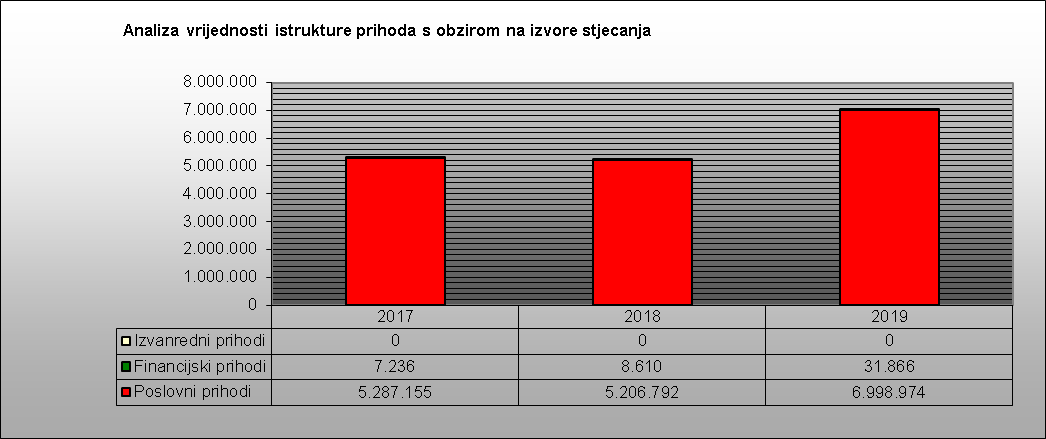 Analiza vrijednosti istrukture prihoda s obzirom na izvore stjecanja
8.000.000
7.000.000
6.000.000
5.000.000
4.000.000
3.000.000
2.000.000
1.000.000
0
2017 2018 2019
Izvanredni prihodi 0 0 0
Financijski prihodi 7.236 8.610 31.866
Poslovni prihodi 5.287.155 5.206.792 6.998.974